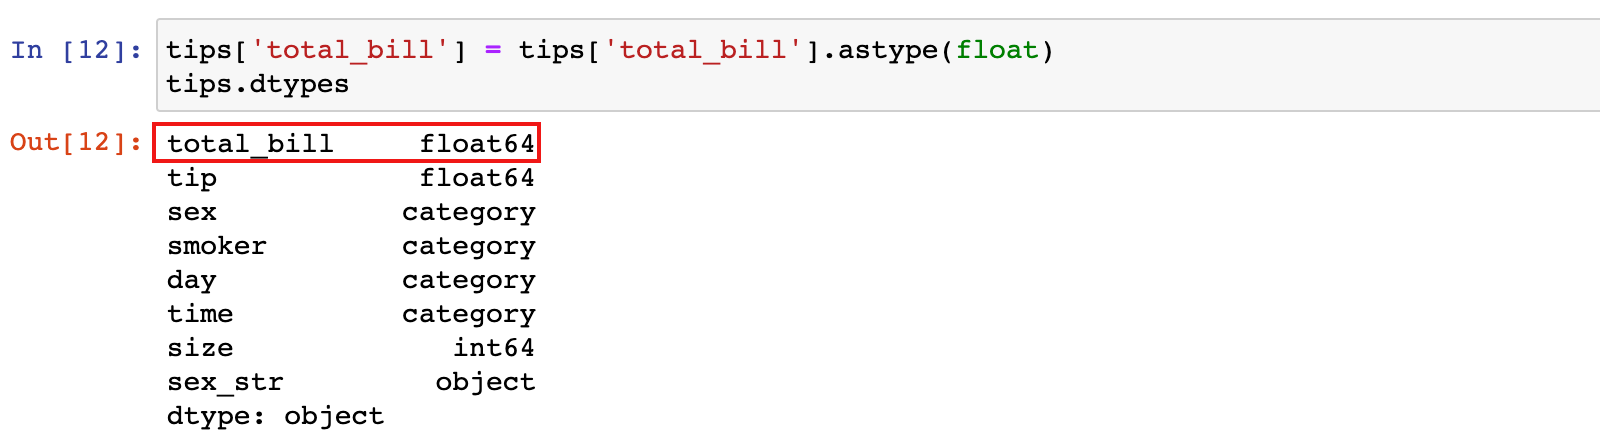 In [12]: tips['total_bill'] = tips['total_bill'].astype(float)
tips.dtypes
Out[12]: total_bill     float64
tip            float64
sex           category
smoker        category
day           category
time          category
size             int64
sex_str         object
dtype: object